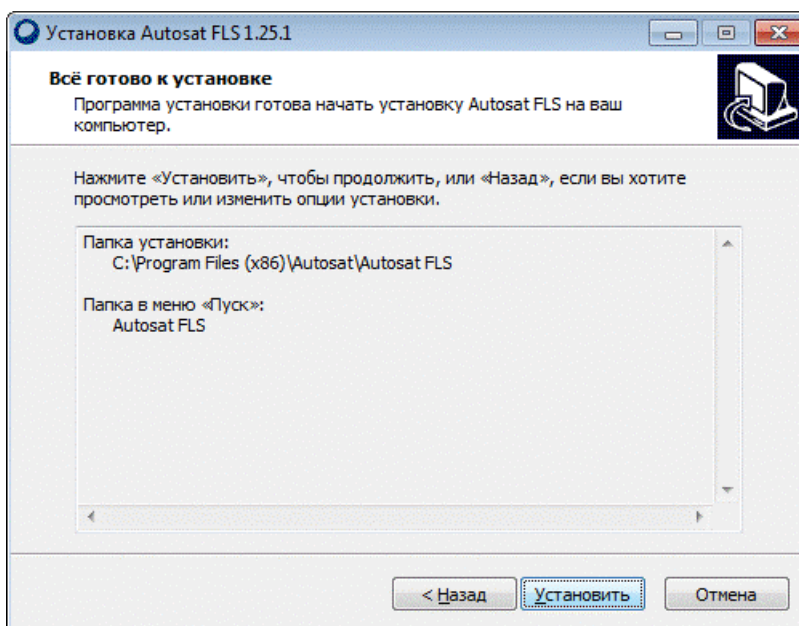 Установка Autosat FLS 1.25.1
Всё готово к установке
Программа установки готова начать установку Autosat FLS на ваш
компьютер.
Нажмите «Установить», чтобы продолжить, или «Назад», если вы хотите
просмотреть или изменить опции установки.
Папка установки:
C:\Program Files (x86)\Autosat\Autosat FLS
Папка в меню «Пуск»:
Autosat FLS
< Назад
Установить
Отмена